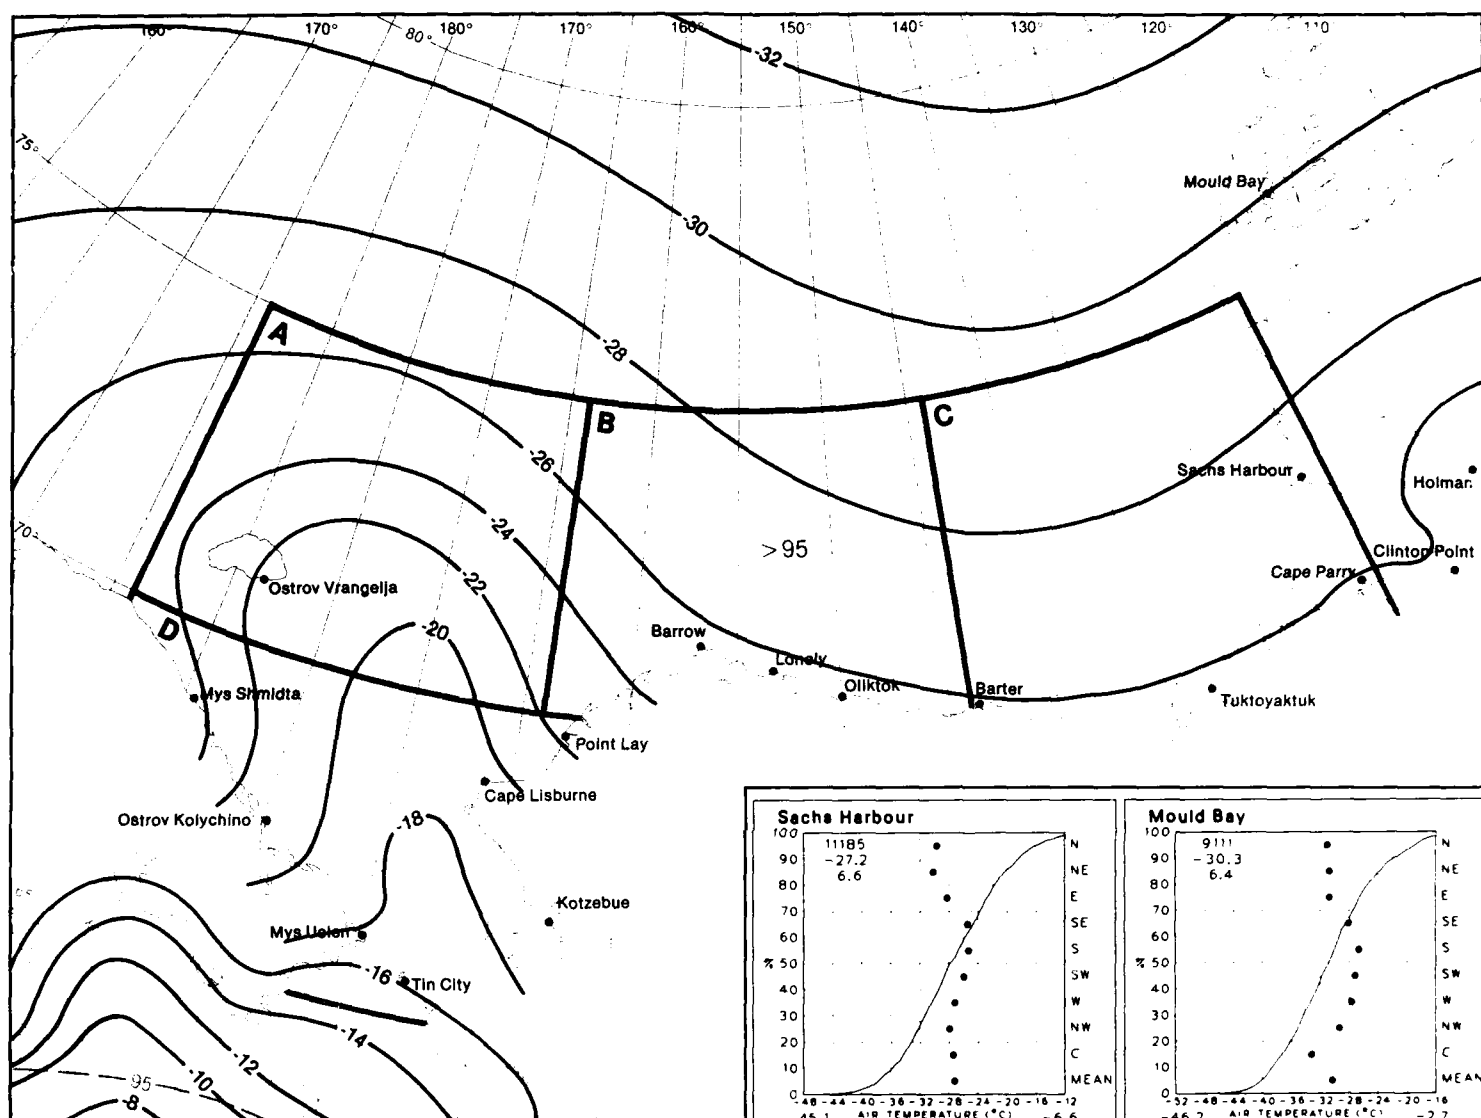 160° 170° 180° 170° 160° 150° 140° 130° 120° 110
80°
-32
75°
Mould Bay
-30
A
-28
B
C
-26
Sachs Harbour
Holman
-24
70°
>95
Clinton Point
-22
Cape Parry
Ostrov Vrangelja
D
-20
Barrow
Lonely
Mys Shmidta
Oliktok
Barter
Tuktoyaktuk
Point Lay
Cape Lisburne
Ostrov Kolychino
-18
Kotzebue
Mys Uelen
-16
Tin City
-14
-12
95
-10
-8
Sachs Harbour
100
90
80
70
60
50
40
30
20
10
0
%
11185
-27.2
6.6
N
NE
E
SE
S
SW
W
NW
C
MEAN
-48 -44 -40 -36 -32 -28 -24 -20 -16 -12
-45.1 AIR TEMPERATURE (°C) -6.6
Mould Bay
100
90
80
70
60
50
40
30
20
10
0
%
9111
-30.3
6.4
N
NE
E
SE
S
SW
W
NW
C
MEAN
-52 -48 -44 -40 -36 -32 -28 -24 -20 -16
-46.2 AIR TEMPERATURE (°C) -2.7